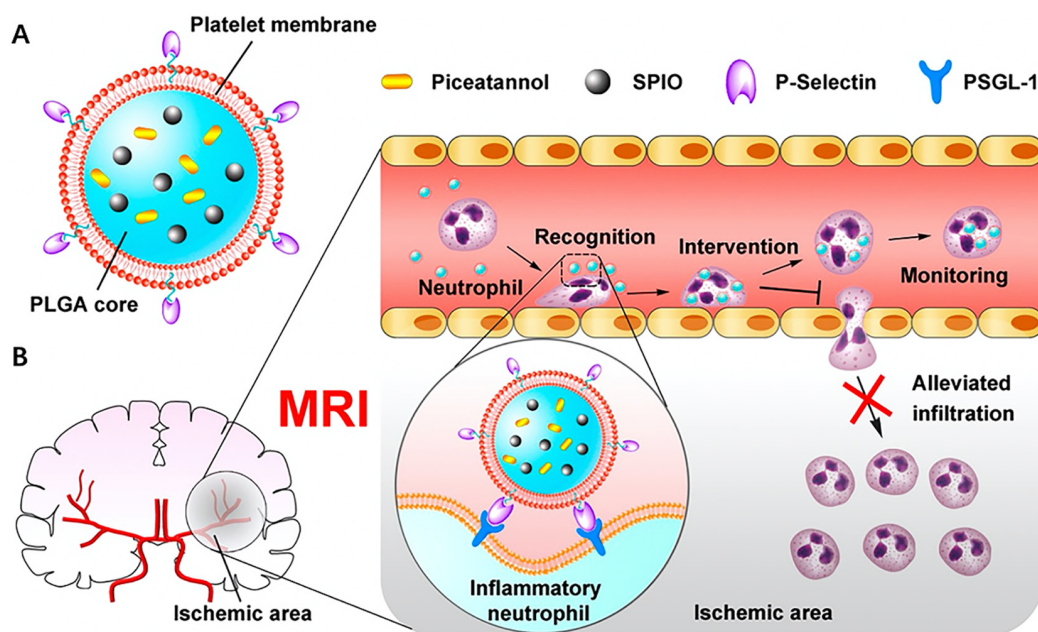 A
Platelet membrane
PLGA core
Piceatannol
SPIO
P-Selectin
PSGL-1
Neutrophil
Recognition
Intervention
Monitoring
Alleviated
infiltration
B
MRI
Ischemic area
Inflammatory
neutrophil
Ischemic area